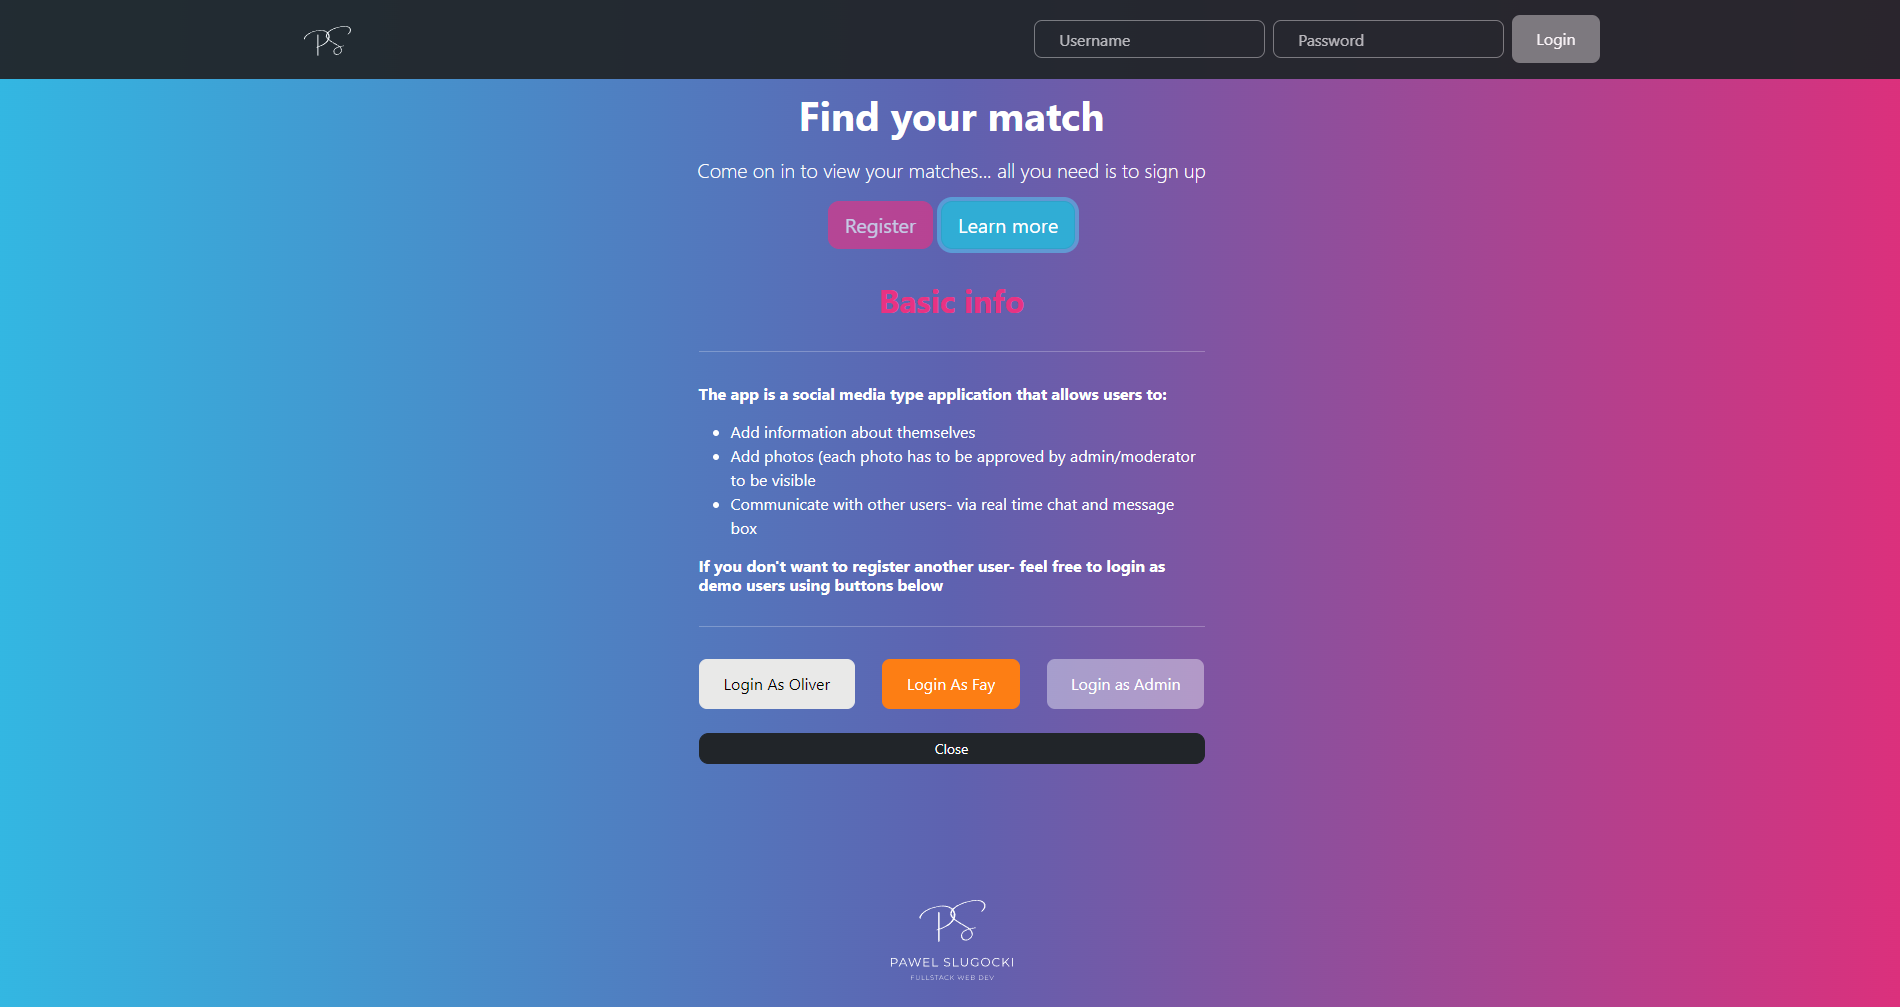 PS
Username
Password
Login
Find your match
Come on in to view your matches... all you need is to sign up
Register
Learn more
Basic info
The app is a social media type application that allows users to:
• Add information about themselves
• Add photos (each photo has to be approved by admin/moderator
to be visible
• Communicate with other users- via real time chat and message
box
If you don't want to register another user- feel free to login as
demo users using buttons below
Login As Oliver
Login As Fay
Login as Admin
Close
PS
PAWEL SLUGOCKI
FULLSTACK WEB DEV